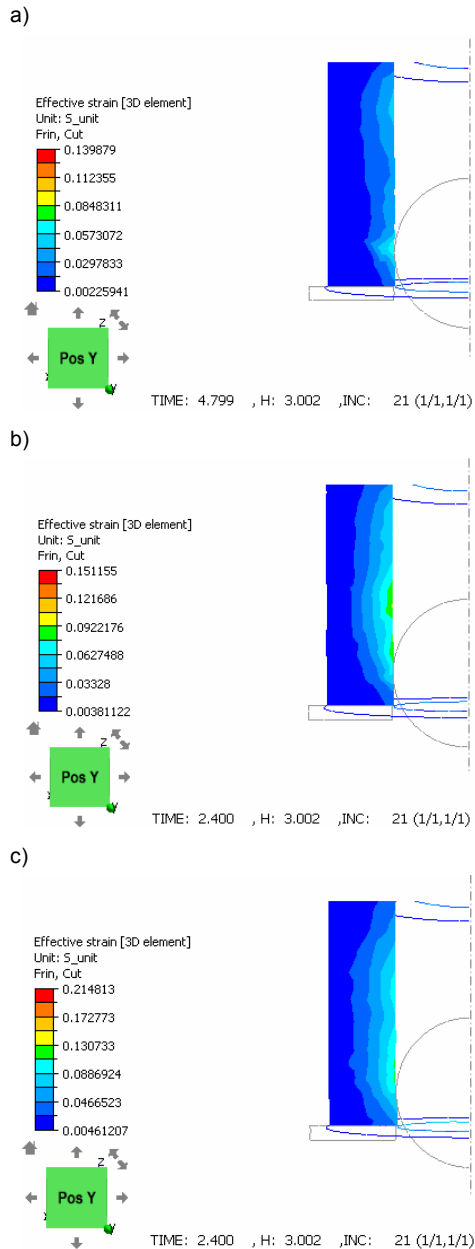 a)
Effective strain [3D element]
Unit: S_unit
Frin, Cut
0.139879
0.112355
0.0848311
0.0573072
0.0297833
0.00225941
z
Pos Y
x
y
TIME: 4.799 , H: 3.002 ,INC: 21 (1/1,1/1)
b)
Effective strain [3D element]
Unit: S_unit
Frin, Cut
0.151155
0.121686
0.0922176
0.0627488
0.03328
0.00381122
z
Pos Y
x
y
TIME: 2.400 , H: 3.002 ,INC: 21 (1/1,1/1)
c)
Effective strain [3D element]
Unit: S_unit
Frin, Cut
0.214813
0.172773
0.130733
0.0886924
0.0466523
0.00461207
z
Pos Y
x
y
TIME: 2.400 , H: 3.002 ,INC: 21 (1/1,1/1)